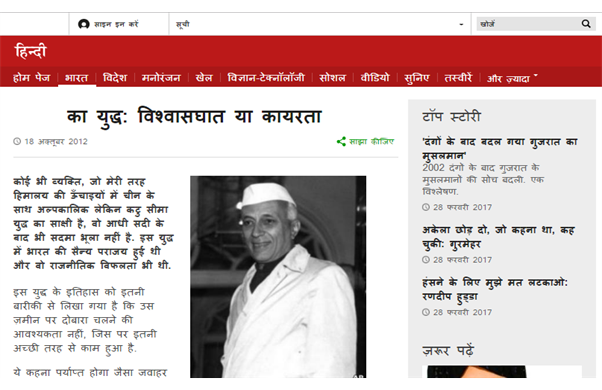 साइन इन करें
सूची
खोजें
हिन्दी
होम पेज भारत विदेश मनोरंजन खेल विज्ञान-टेक्नॉलॉजी सोशल वीडियो सुनिए तस्वीरें और ज़्यादा
का युद्ध: विश्वासघात या कायरता
18 अक्तूबर 2012
साझा कीजिए
कोई भी व्यक्ति, जो मेरी तरह
हिमालय की ऊँचाइयों में चीन के
साथ अल्पकालिक लेकिन कटु सीमा
युद्ध का साक्षी है, वो आधी सदी के
बाद भी सदमा भूला नहीं है. इस युद्ध
में भारत की सैन्य पराजय हुई थी
और वो राजनीतिक विफलता भी थी.
इस युद्ध के इतिहास को इतनी
बारीकी से लिखा गया है कि उस
जमीन पर दोबारा चलने की
आवश्यकता नहीं, जिस पर इतनी
अच्छी तरह से काम हुआ है.
ये कहना पर्याप्त होगा जैसा जवाहर
टॉप स्टोरी
'दंगों के बाद बदल गया गुजरात का
मुसलमान'
2002 दंगों के बाद गुजरात के
मुसलमानों की सोच बदली. एक
विश्लेषण.
28 फरवरी 2017
अकेला छोड़ दो, जो कहना था, कह
चुकी: गुरमेहर
28 फरवरी 2017
हंसने के लिए मुझे मत लटकाओ:
रणदीप हुड्डा
28 फरवरी 2017
ज़रूर पढ़ें